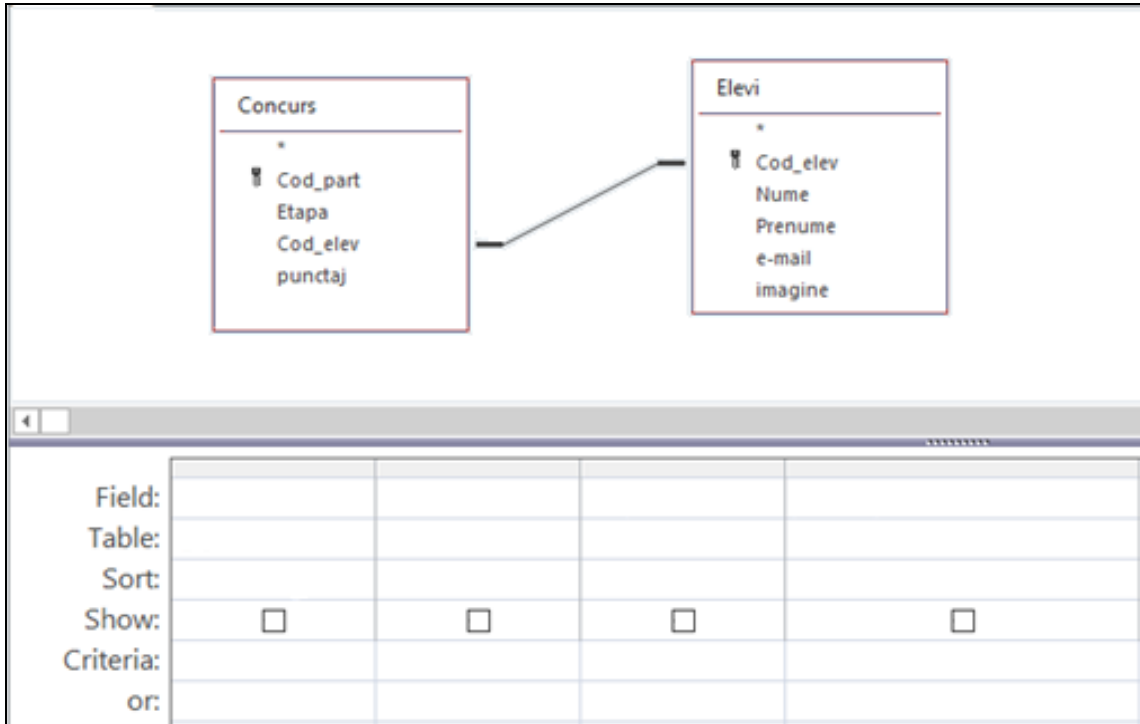 Concurs
*
Cod_part
Etapa
Cod_elev
punctaj
Elevi
*
Cod_elev
Nume
Prenume
e-mail
imagine
Field:
Table:
Sort:
Show:
Criteria:
or: